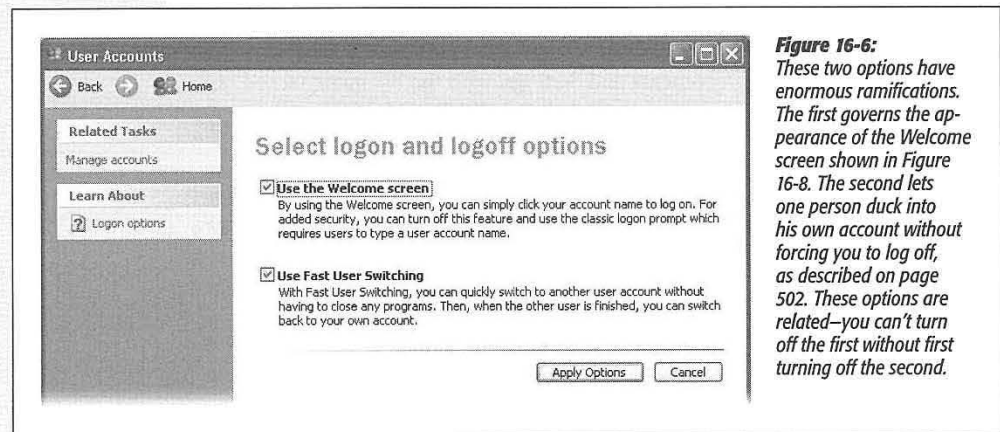 User Accounts
Back
Home
Related Tasks
Manage accounts
Learn About
? Logon options
Select logon and logoff options
Use the Welcome screen
By using the Welcome screen, you can simply click your account name to log on. For
added security, you can turn off this feature and use the classic logon prompt which
requires users to type a user account name.
Use Fast User Switching
With Fast User Switching, you can quickly switch to another user account without
having to close any programs. Then, when the other user is finished, you can switch
back to your own account.
Apply Options
Cancel
Figure 16-6:
These two options have
enormous ramifications.
The first governs the ap-
pearance of the Welcome
screen shown in Figure
16-8. The second lets
one person duck into
his own account without
forcing you to log off,
as described on page
502. These options are
related—you can't turn
off the first without first
turning off the second.